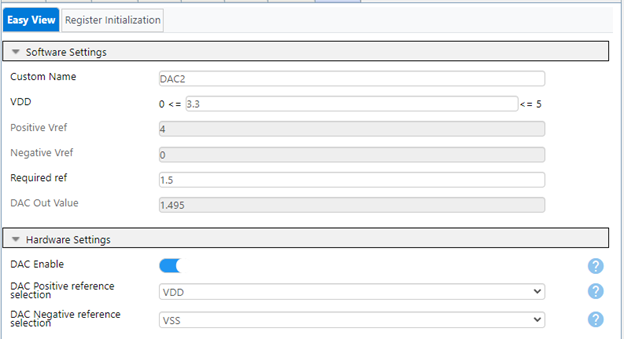 Easy View Register Initialization
Software Settings
Custom Name DAC2
VDD 0 <= 3.3 <= 5
Positive Vref 4
Negative Vref 0
Required ref 1.5
DAC Out Value 1.495
Hardware Settings
DAC Enable ?
DAC Positive reference
selection VDD ?
DAC Negative reference
selection VSS ?